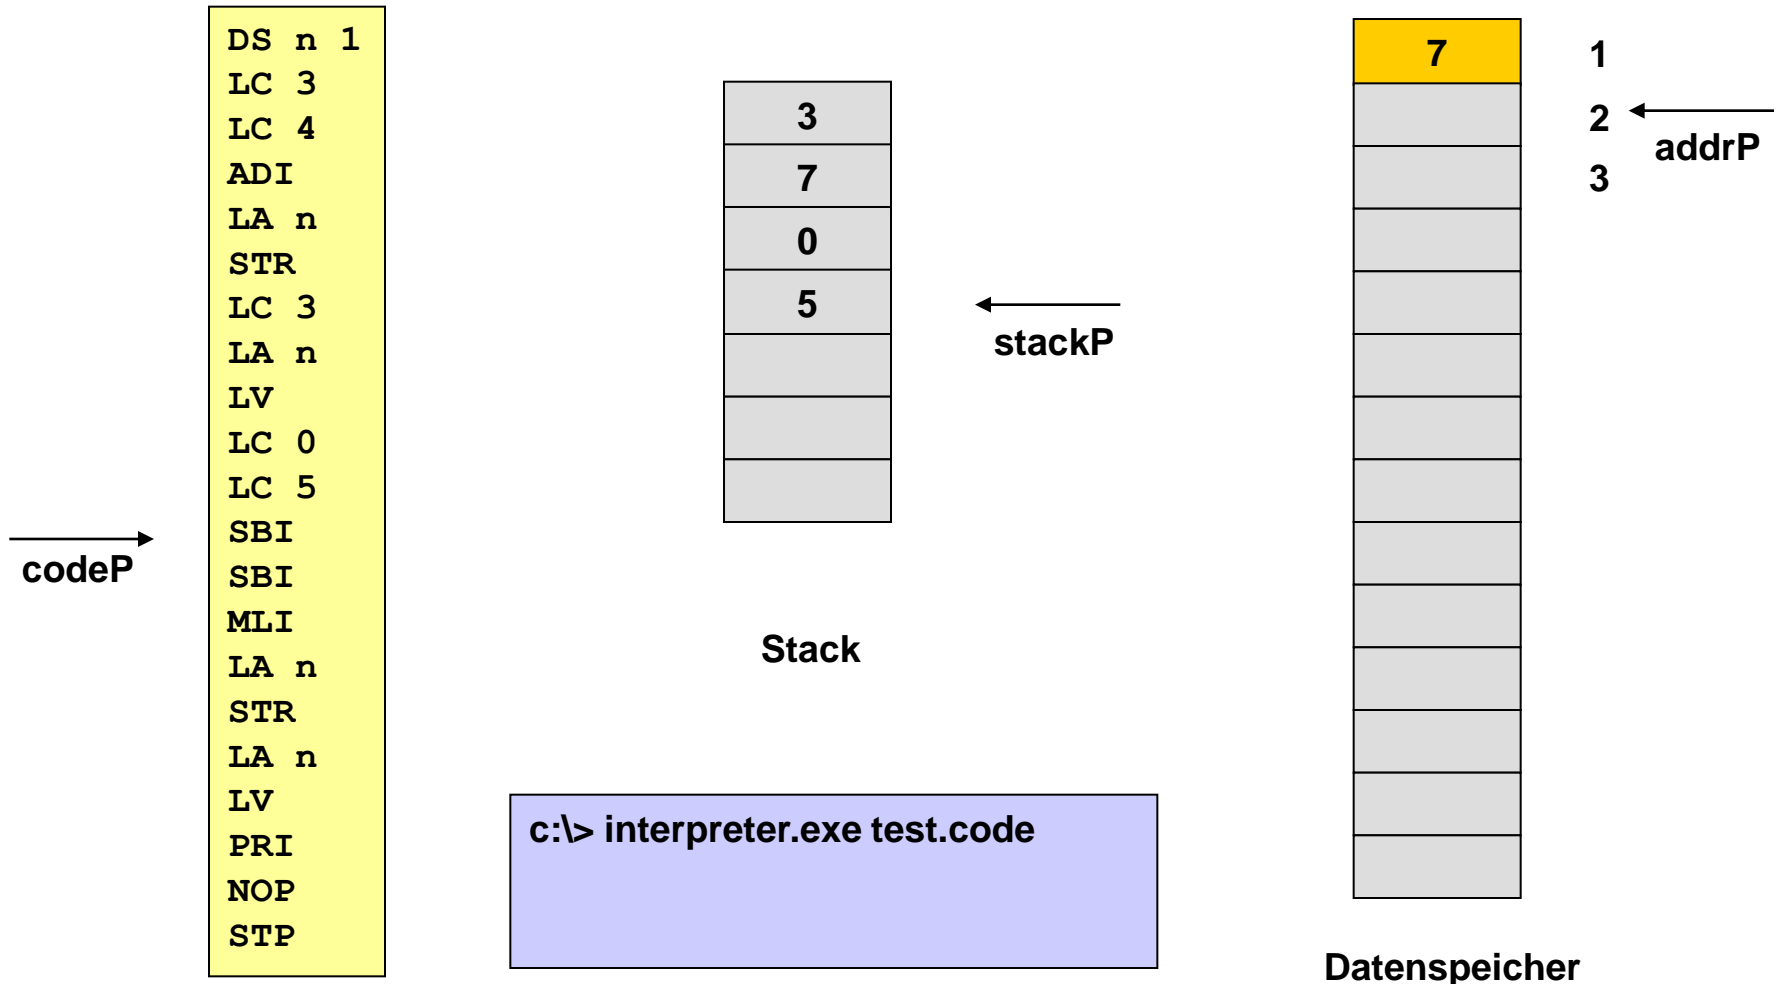 DS n 1
LC 3
LC 4
ADI
LA n
STR
LC 3
LA n
LV
LC 0
LC 5
SBI
SBI
MLI
LA n
STR
LA n
LV
PRI
NOP
STP
codeP
3
7
0
5
stackP
Stack
c:\> interpreter.exe test.code
7
1
2
3
addrP
Datenspeicher